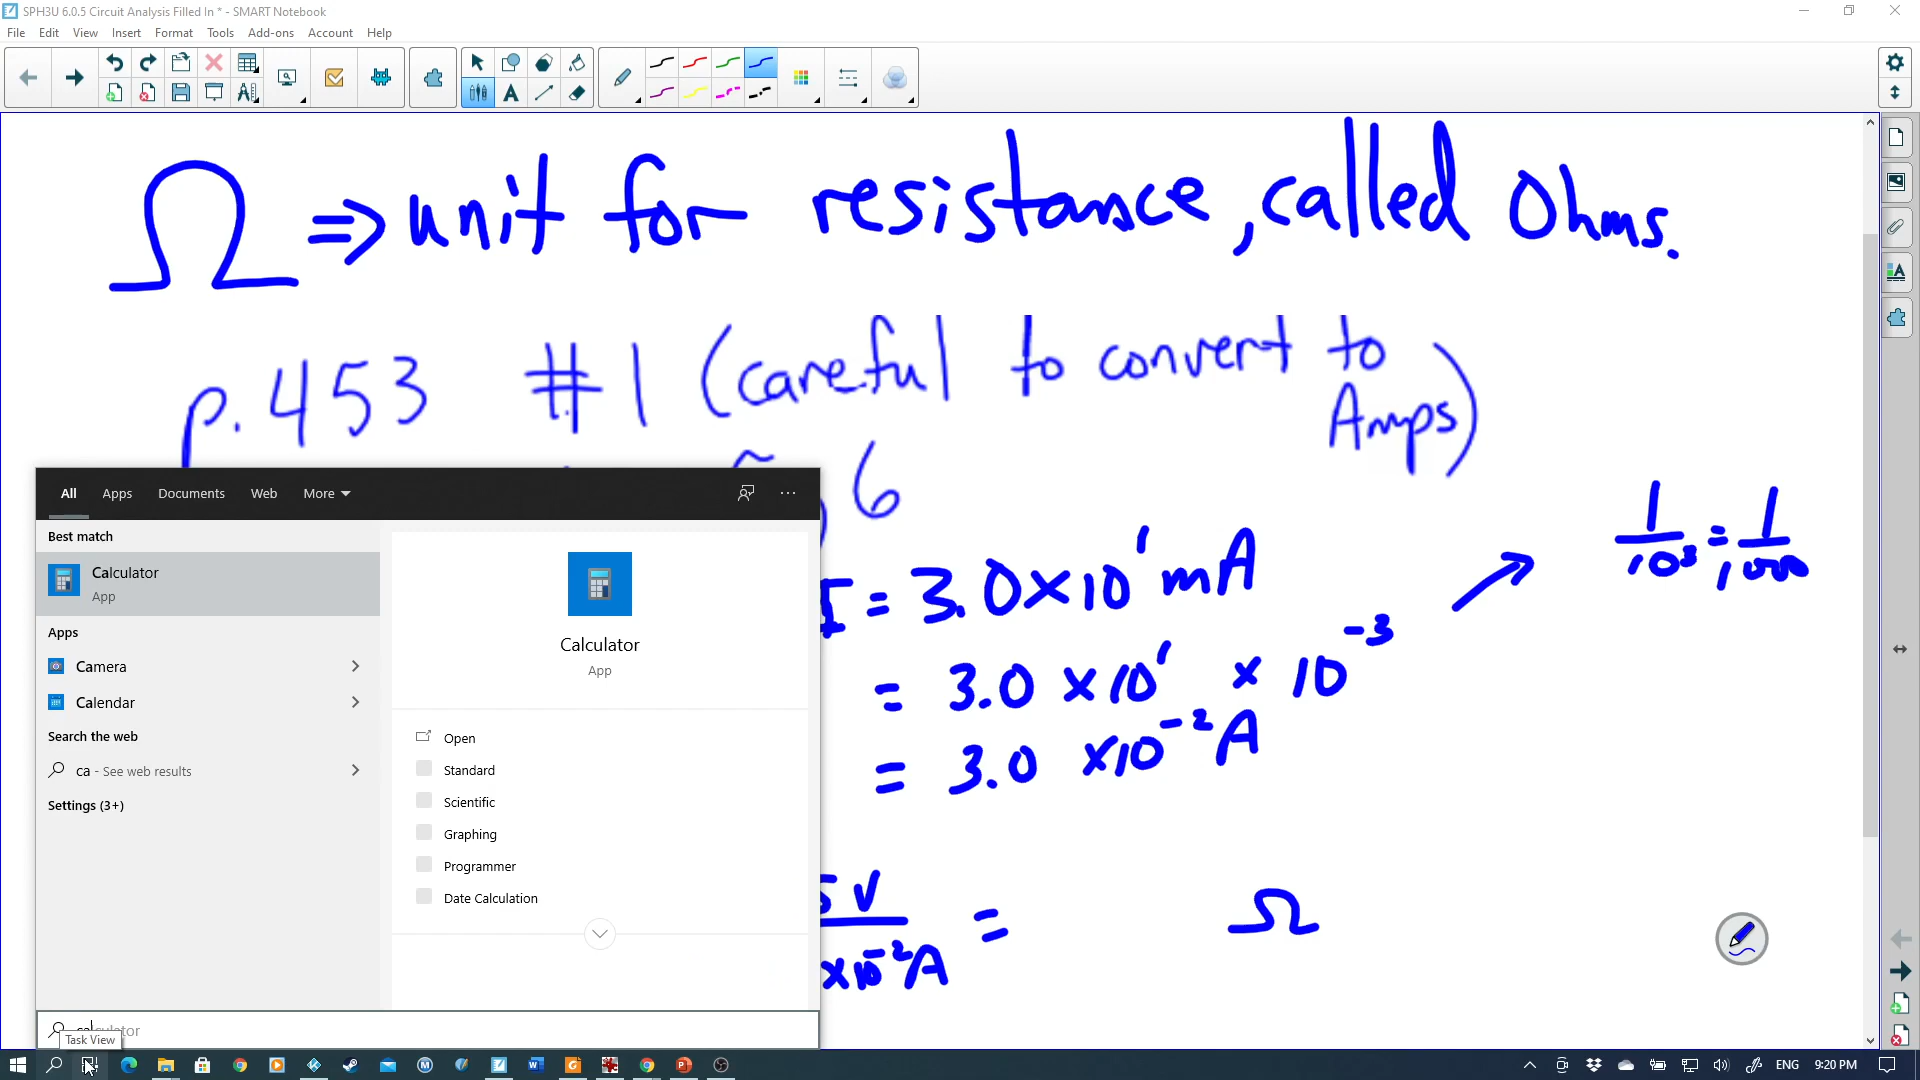 SPH3U 6.0.5 Circuit Analysis Filled In * - SMART Notebook
File Edit View Insert Format Tools Add-ons Account Help
Ω => unit for resistance, called Ohms.
p. 453 #1 (careful to convert to
Amps)
6
I = 3.0 x 10¹ mA
1/10³ = 1/1000
= 3.0 x 10¹ x 10⁻³
= 3.0 x 10⁻² A
5 V
= Ω
x 10⁻² A
All Apps Documents Web More
Best match
Calculator
App
Apps
Camera
Calendar
Search the web
ca - See web results
Settings (3+)
Calculator
App
Open
Standard
Scientific
Graphing
Programmer
Date Calculation
Task View
ENG 9:20 PM